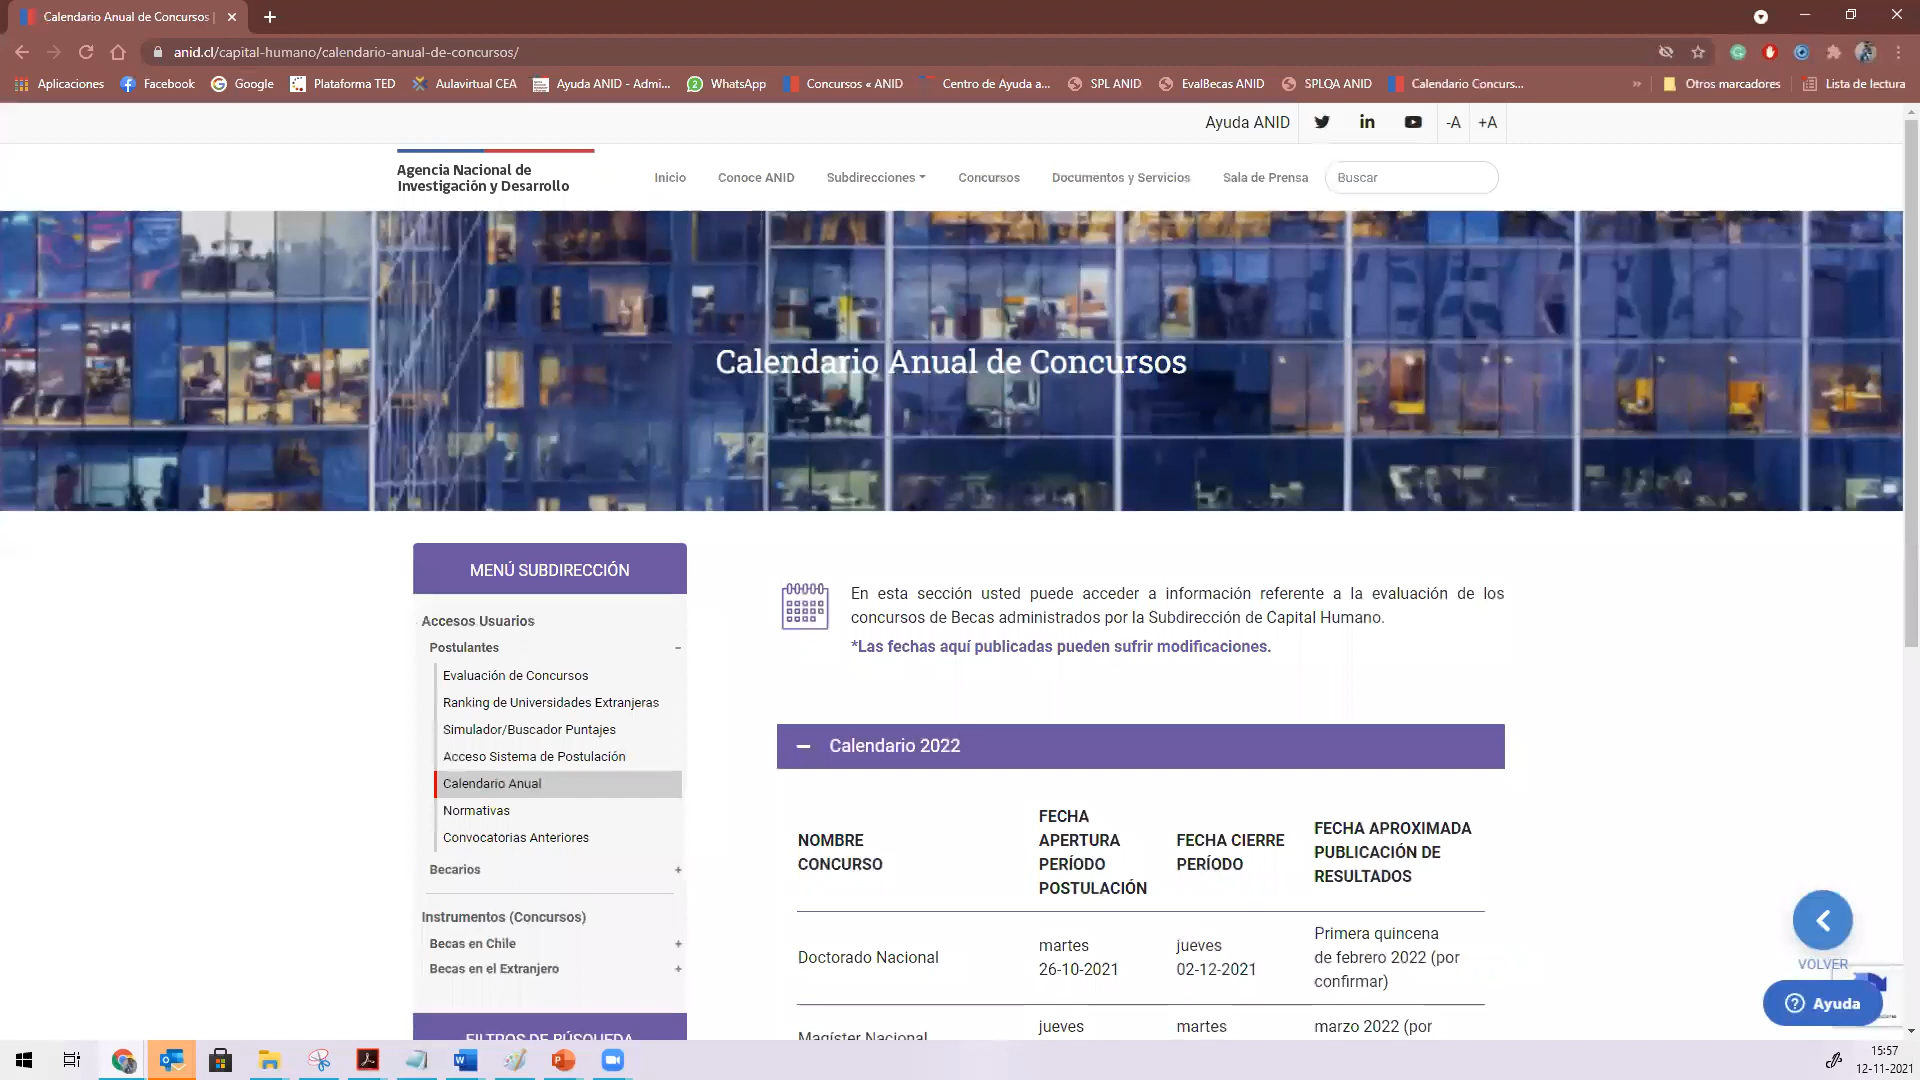 Calendario Anual de Concursos |
anid.cl/capital-humano/calendario-anual-de-concursos/
Aplicaciones
Facebook
Google
Plataforma TED
Aulavirtual CEA
Ayuda ANID - Admi...
WhatsApp
Concursos « ANID
Centro de Ayuda a...
SPL ANID
EvalBecas ANID
SPLQA ANID
Calendario Concurs...
»
Otros marcadores
Lista de lectura
Ayuda ANID
-A
+A
Agencia Nacional de
Investigación y Desarrollo
Inicio
Conoce ANID
Subdirecciones
Concursos
Documentos y Servicios
Sala de Prensa
Buscar
Calendario Anual de Concursos
MENÚ SUBDIRECCIÓN
Accesos Usuarios
Postulantes
Evaluación de Concursos
Ranking de Universidades Extranjeras
Simulador/Buscador Puntajes
Acceso Sistema de Postulación
Calendario Anual
Normativas
Convocatorias Anteriores
Becarios
Instrumentos (Concursos)
Becas en Chile
Becas en el Extranjero
FILTROS DE BÚSQUEDA
En esta sección usted puede acceder a información referente a la evaluación de los
concursos de Becas administrados por la Subdirección de Capital Humano.
*Las fechas aquí publicadas pueden sufrir modificaciones.
Calendario 2022
NOMBRE
CONCURSO
FECHA
APERTURA
PERÍODO
POSTULACIÓN
FECHA CIERRE
PERÍODO
FECHA APROXIMADA
PUBLICACIÓN DE
RESULTADOS
Doctorado Nacional
martes
26-10-2021
jueves
02-12-2021
Primera quincena
de febrero 2022 (por
confirmar)
Magíster Nacional
jueves
martes
marzo 2022 (por
VOLVER
Ayuda
15:57
12-11-2021